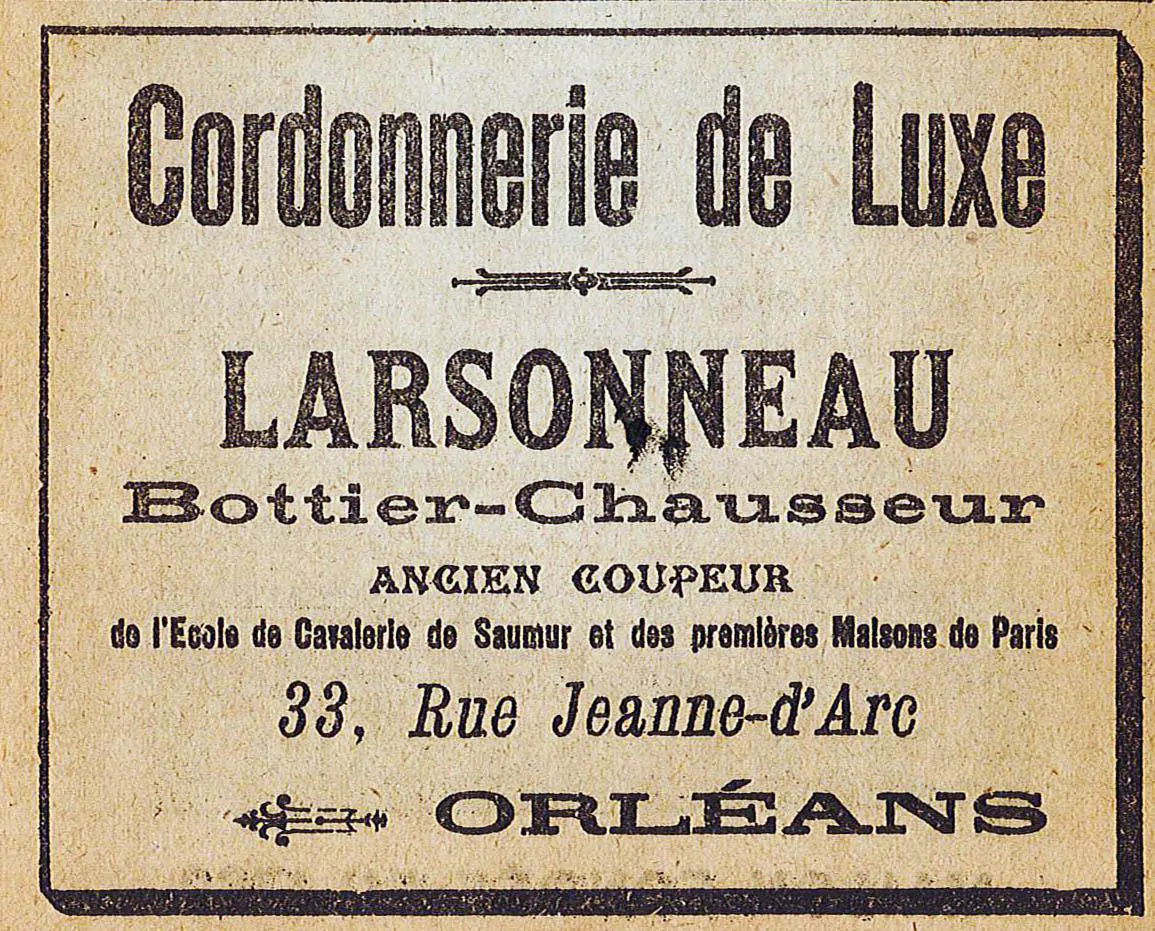 Cordonnerie de Luxe
LARSONNEAU
Bottier-Chausseur
ANCIEN COUPEUR
de l'Ecole de Cavalerie de Saumur et des premières Maisons de Paris
33, Rue Jeanne-d'Arc
ORLÉANS